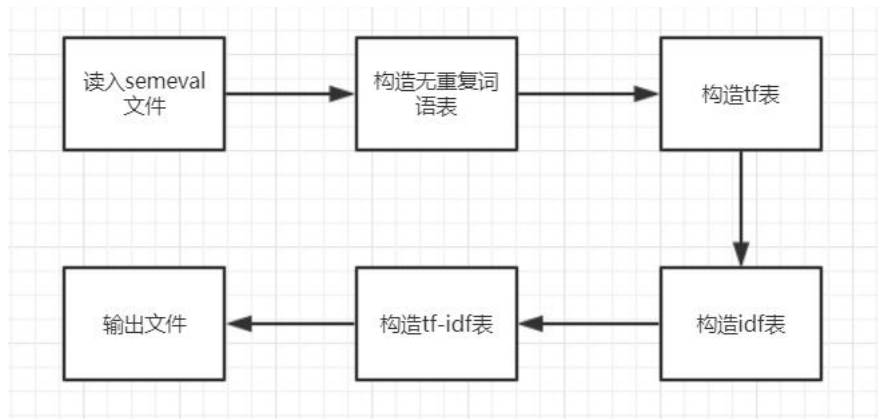 读入semeval
文件
构造无重复词
语表
构造tf表
构造idf表
构造tf-idf表
输出文件